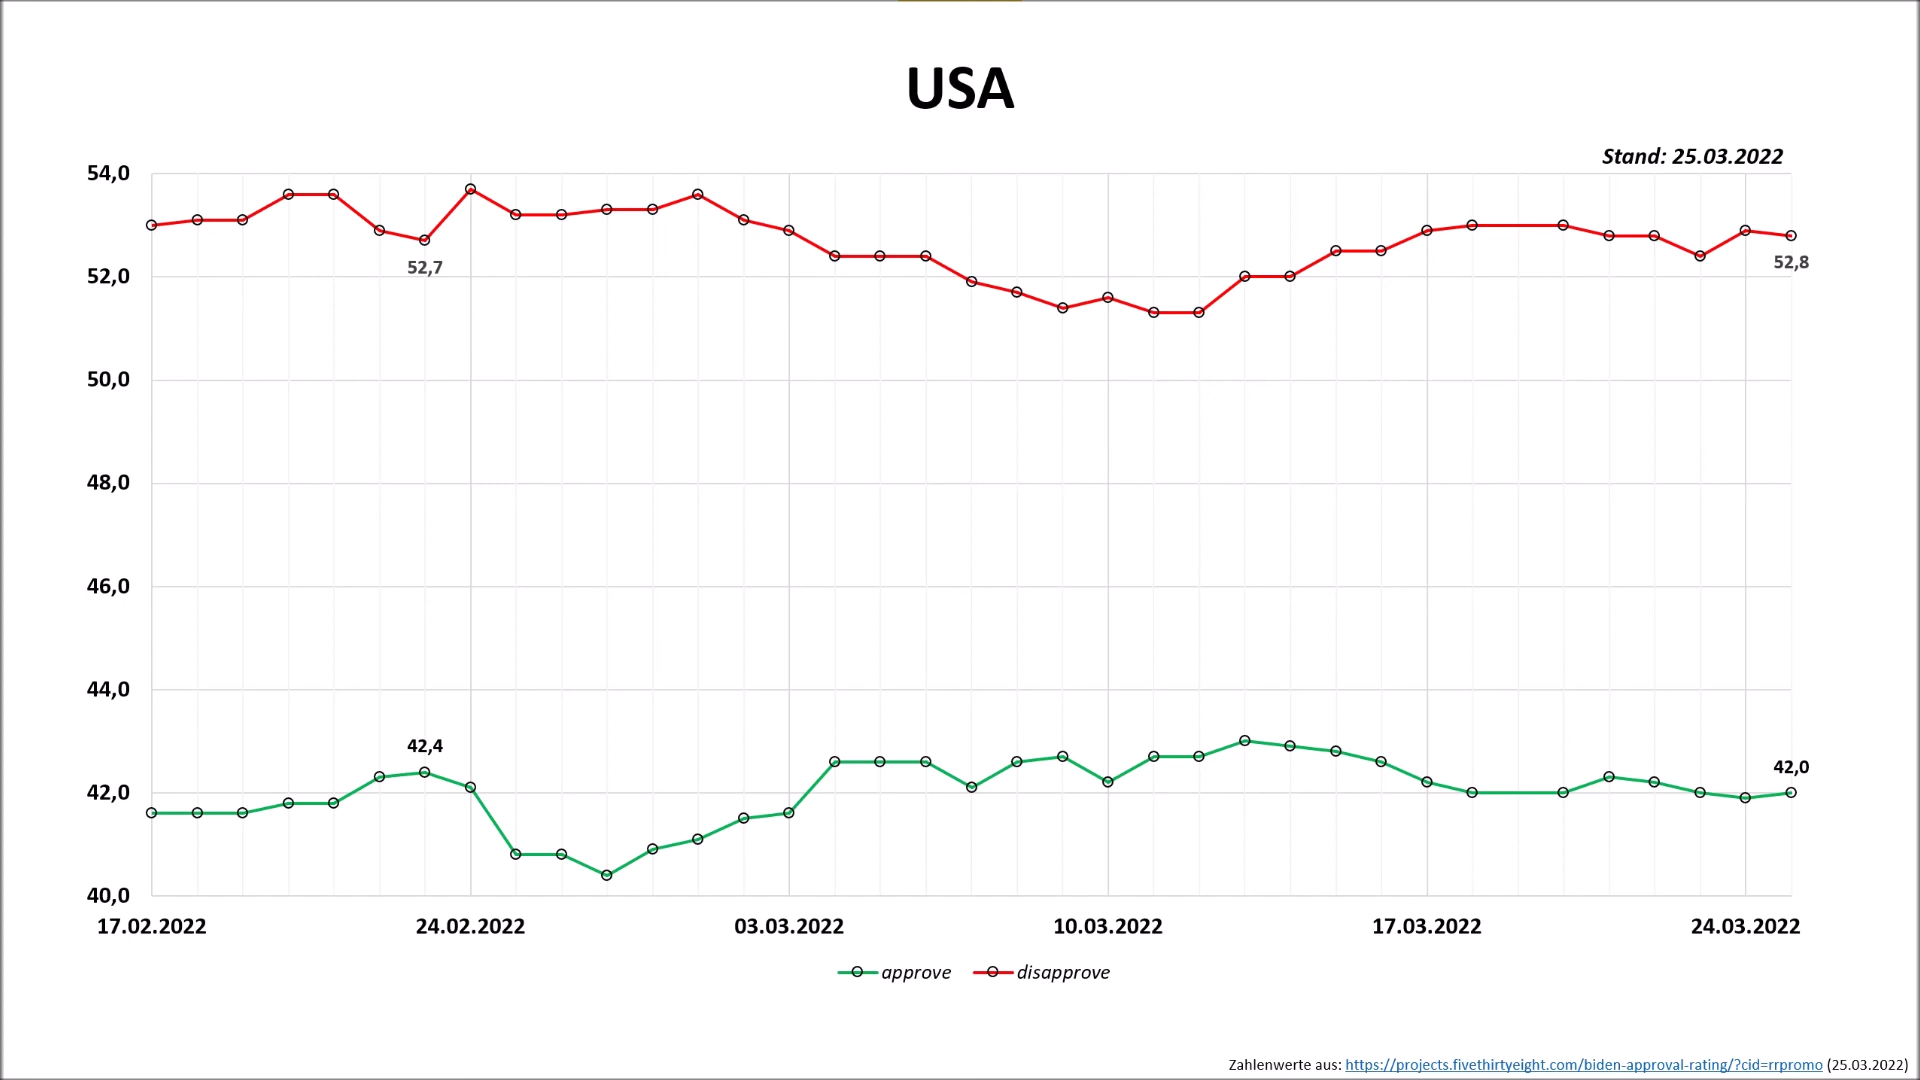 USA
Stand: 25.03.2022
54,0
52,7
52,0
52,8
50,0
48,0
46,0
44,0
42,4
42,0
42,0
40,0
17.02.2022 24.02.2022 03.03.2022 10.03.2022 17.03.2022 24.03.2022
approve disapprove
Zahlenwerte aus: https://projects.fivethirtyeight.com/biden-approval-rating/?cid=rrpromo (25.03.2022)